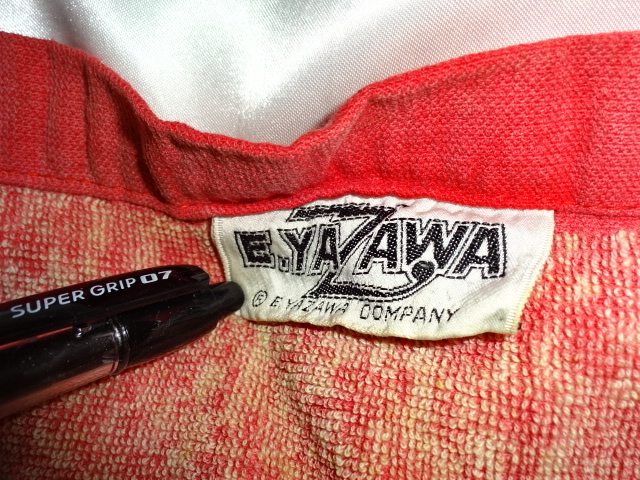 E.YAZAWA
© E.YAZAWA COMPANY
SUPER GRIP 07